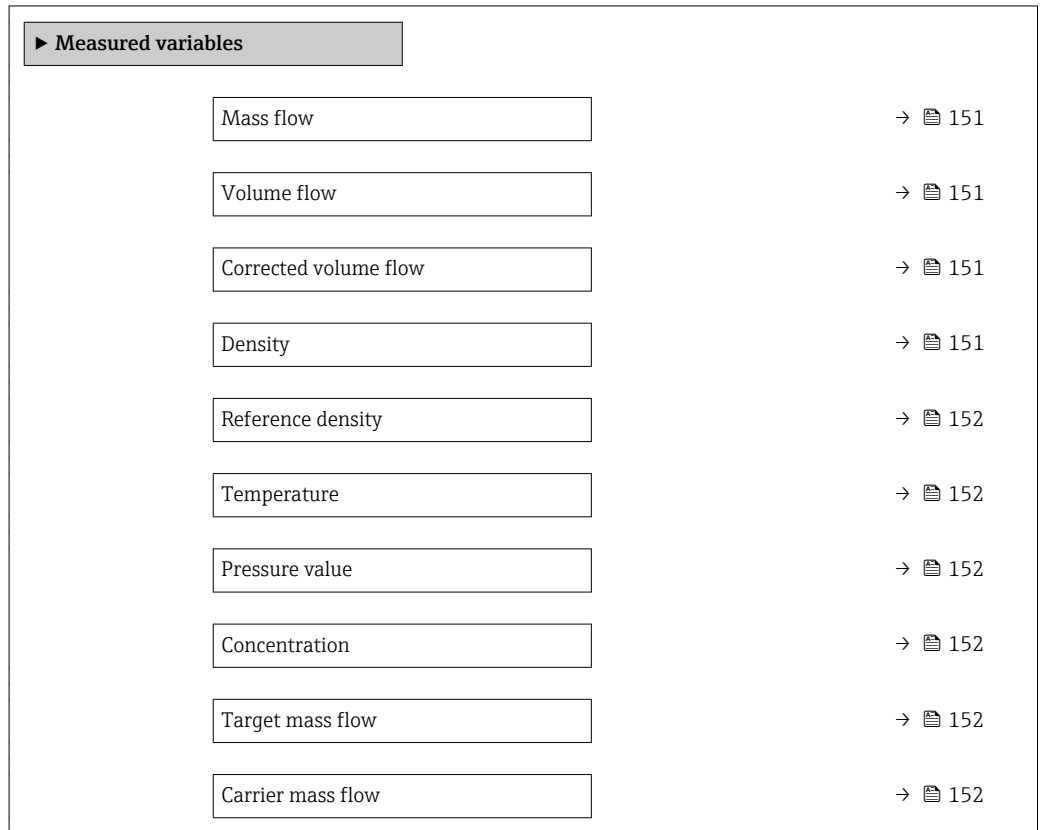 ▶ Measured variables
Mass flow → 🖹 151
Volume flow → 🖹 151
Corrected volume flow → 🖹 151
Density → 🖹 151
Reference density → 🖹 152
Temperature → 🖹 152
Pressure value → 🖹 152
Concentration → 🖹 152
Target mass flow → 🖹 152
Carrier mass flow → 🖹 152